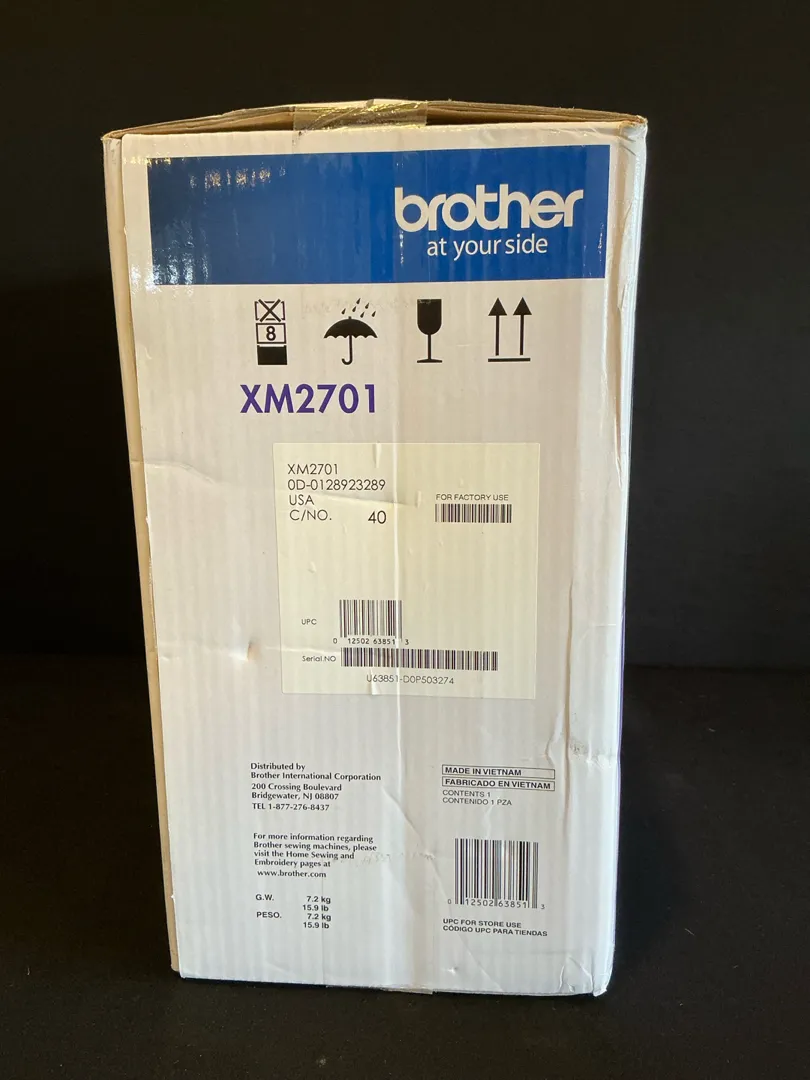 brother
at your side
8
XM2701
XM2701
0D-0128923289
USA
C/NO. 40
FOR FACTORY USE
UPC
0 12502 63851 3
Serial.NO
U63851-D0P503274
Distributed by
Brother International Corporation
200 Crossing Boulevard
Bridgewater, NJ 08807
TEL 1-877-276-8437
For more information regarding
Brother sewing machines, please
visit the Home Sewing and
Embroidery pages at
www.brother.com
G.W. 7.2 kg
15.9 lb
PESO. 7.2 kg
15.9 lb
MADE IN VIETNAM
FABRICADO EN VIETNAM
CONTENTS 1
CONTENIDO 1 PZA
0 12502 63851 3
UPC FOR STORE USE
CÓDIGO UPC PARA TIENDAS